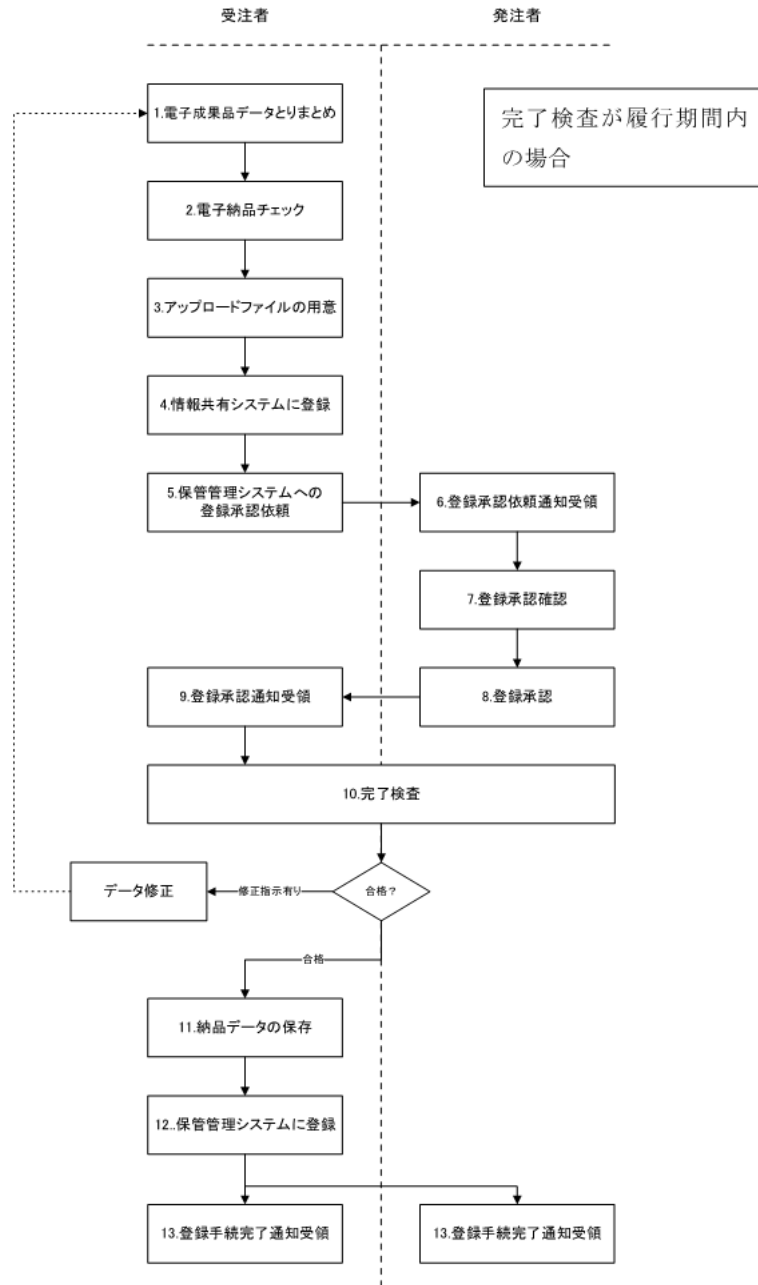 受注者
発注者
完了検査が履行期間内
の場合
1.電子成果品データとりまとめ
2.電子納品チェック
3.アップロードファイルの用意
4.情報共有システムに登録
5.保管管理システムへの
登録承認依頼
6.登録承認依頼通知受領
7.登録承認確認
8.登録承認
9.登録承認通知受領
10.完了検査
合格?
修正指示有り
データ修正
合格
11.納品データの保存
12..保管管理システムに登録
13.登録手続完了通知受領
13.登録手続完了通知受領